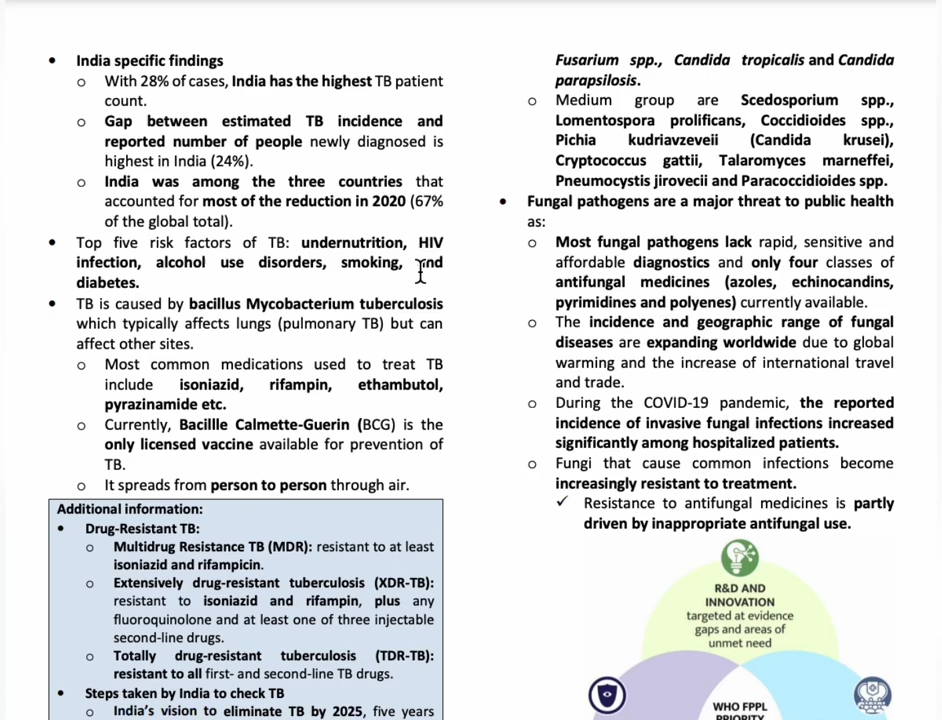 • India specific findings
o With 28% of cases, India has the highest TB patient
count.
o Gap between estimated TB incidence and
reported number of people newly diagnosed is
highest in India (24%).
o India was among the three countries that
accounted for most of the reduction in 2020 (67%
of the global total).
• Top five risk factors of TB: undernutrition, HIV
infection, alcohol use disorders, smoking, and
diabetes.
• TB is caused by bacillus Mycobacterium tuberculosis
which typically affects lungs (pulmonary TB) but can
affect other sites.
o Most common medications used to treat TB
include isoniazid, rifampin, ethambutol,
pyrazinamide etc.
o Currently, Bacillle Calmette-Guerin (BCG) is the
only licensed vaccine available for prevention of
TB.
o It spreads from person to person through air.
Additional information:
• Drug-Resistant TB:
o Multidrug Resistance TB (MDR): resistant to at least
isoniazid and rifampicin.
o Extensively drug-resistant tuberculosis (XDR-TB):
resistant to isoniazid and rifampin, plus any
fluoroquinolone and at least one of three injectable
second-line drugs.
o Totally drug-resistant tuberculosis (TDR-TB):
resistant to all first- and second-line TB drugs.
• Steps taken by India to check TB
o India's vision to eliminate TB by 2025, five years
Fusarium spp., Candida tropicalis and Candida
parapsilosis.
o Medium group are Scedosporium spp.,
Lomentospora prolificans, Coccidioides spp.,
Pichia kudriavzeveii (Candida krusei),
Cryptococcus gattii, Talaromyces marneffei,
Pneumocystis jirovecii and Paracoccidioides spp.
• Fungal pathogens are a major threat to public health
as:
o Most fungal pathogens lack rapid, sensitive and
affordable diagnostics and only four classes of
antifungal medicines (azoles, echinocandins,
pyrimidines and polyenes) currently available.
o The incidence and geographic range of fungal
diseases are expanding worldwide due to global
warming and the increase of international travel
and trade.
o During the COVID-19 pandemic, the reported
incidence of invasive fungal infections increased
significantly among hospitalized patients.
o Fungi that cause common infections become
increasingly resistant to treatment.
✓ Resistance to antifungal medicines is partly
driven by inappropriate antifungal use.
R&D AND
INNOVATION
targeted at evidence
gaps and areas of
unmet need
WHO FPPL
PRIORITY